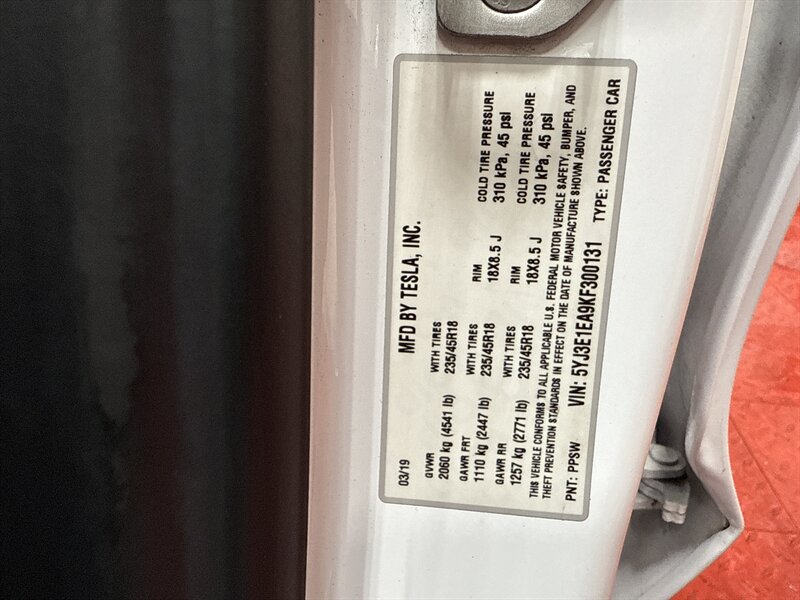 MFD BY TESLA, INC.
03/19
GVWR WITH TIRES
2060 kg (4541 lb) 235/45R18
GAWR FRT WITH TIRES RIM COLD TIRE PRESSURE
1110 kg (2447 lb) 235/45R18 18X8.5 J 310 kPa, 45 psi
GAWR RR WITH TIRES RIM COLD TIRE PRESSURE
1257 kg (2771 lb) 235/45R18 18X8.5 J 310 kPa, 45 psi
THIS VEHICLE CONFORMS TO ALL APPLICABLE U.S. FEDERAL MOTOR VEHICLE SAFETY, BUMPER, AND
THEFT PREVENTION STANDARDS IN EFFECT ON THE DATE OF MANUFACTURE SHOWN ABOVE.
PNT: PPSW VIN: 5YJ3E1EA9KF300131 TYPE: PASSENGER CAR